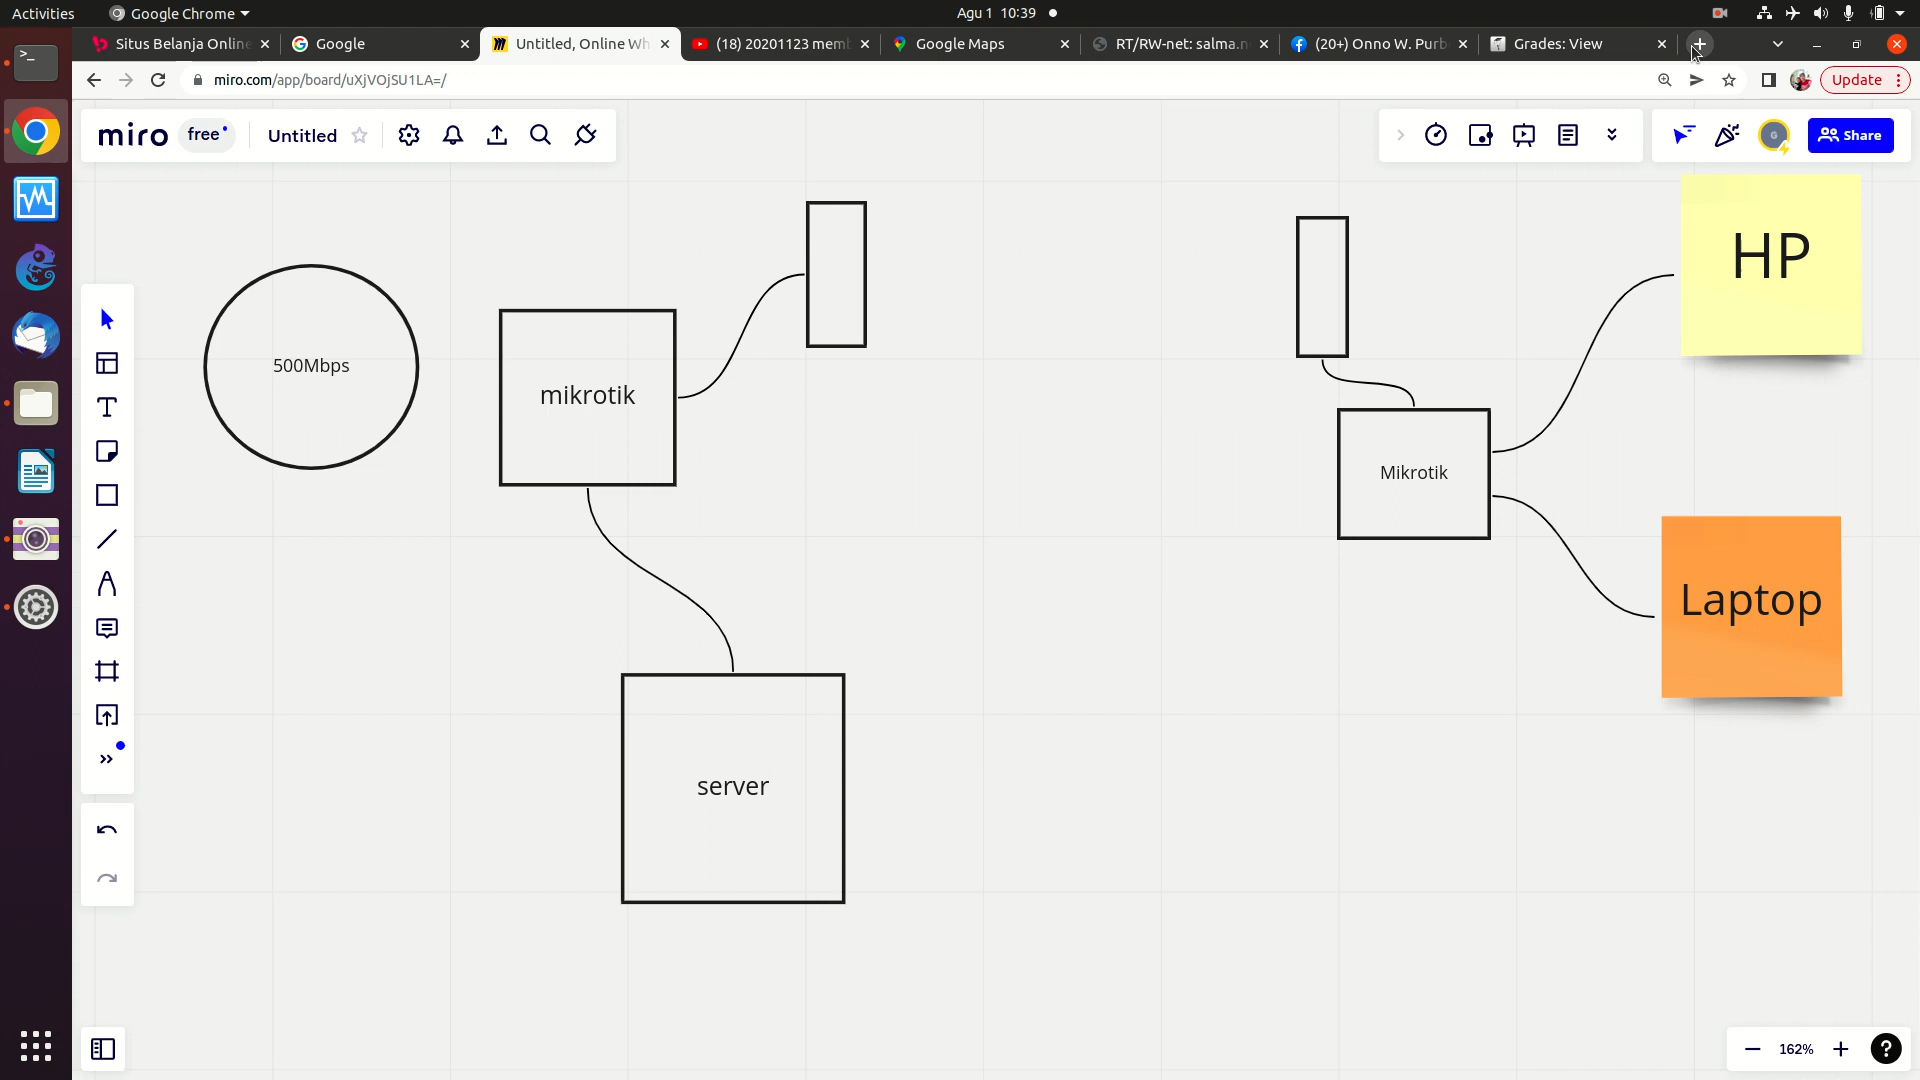 Activities
Google Chrome
Agu 1 10:39
Situs Belanja Online
Google
Untitled, Online Wh
(18) 20201123 memb
Google Maps
RT/RW-net: salma.n
(20+) Onno W. Purb
Grades: View
miro.com/app/board/uXjVOjSU1LA=/
Update
miro
free
Untitled
Share
HP
500Mbps
mikrotik
Mikrotik
Laptop
server
162%